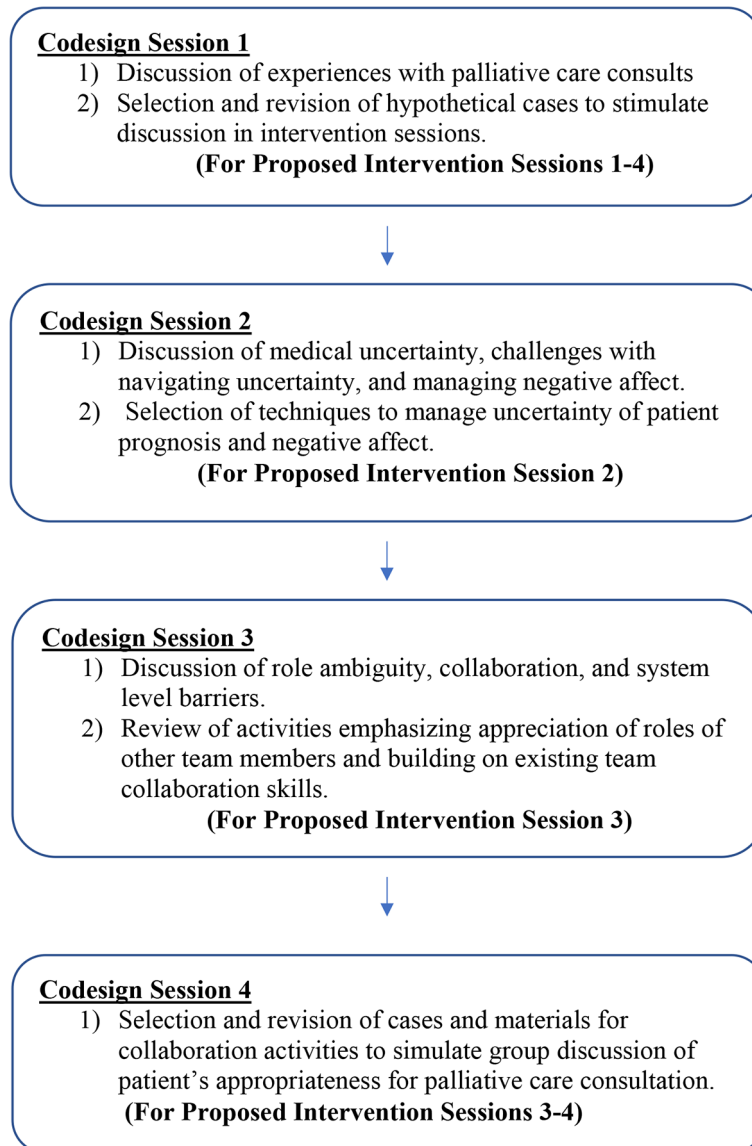 Codesign Session 1
1) Discussion of experiences with palliative care consults
2) Selection and revision of hypothetical cases to stimulate
discussion in intervention sessions.
(For Proposed Intervention Sessions 1-4)
Codesign Session 2
1) Discussion of medical uncertainty, challenges with
navigating uncertainty, and managing negative affect.
2) Selection of techniques to manage uncertainty of patient
prognosis and negative affect.
(For Proposed Intervention Session 2)
Codesign Session 3
1) Discussion of role ambiguity, collaboration, and system
level barriers.
2) Review of activities emphasizing appreciation of roles of
other team members and building on existing team
collaboration skills.
(For Proposed Intervention Session 3)
Codesign Session 4
1) Selection and revision of cases and materials for
collaboration activities to simulate group discussion of
patient’s appropriateness for palliative care consultation.
(For Proposed Intervention Sessions 3-4)